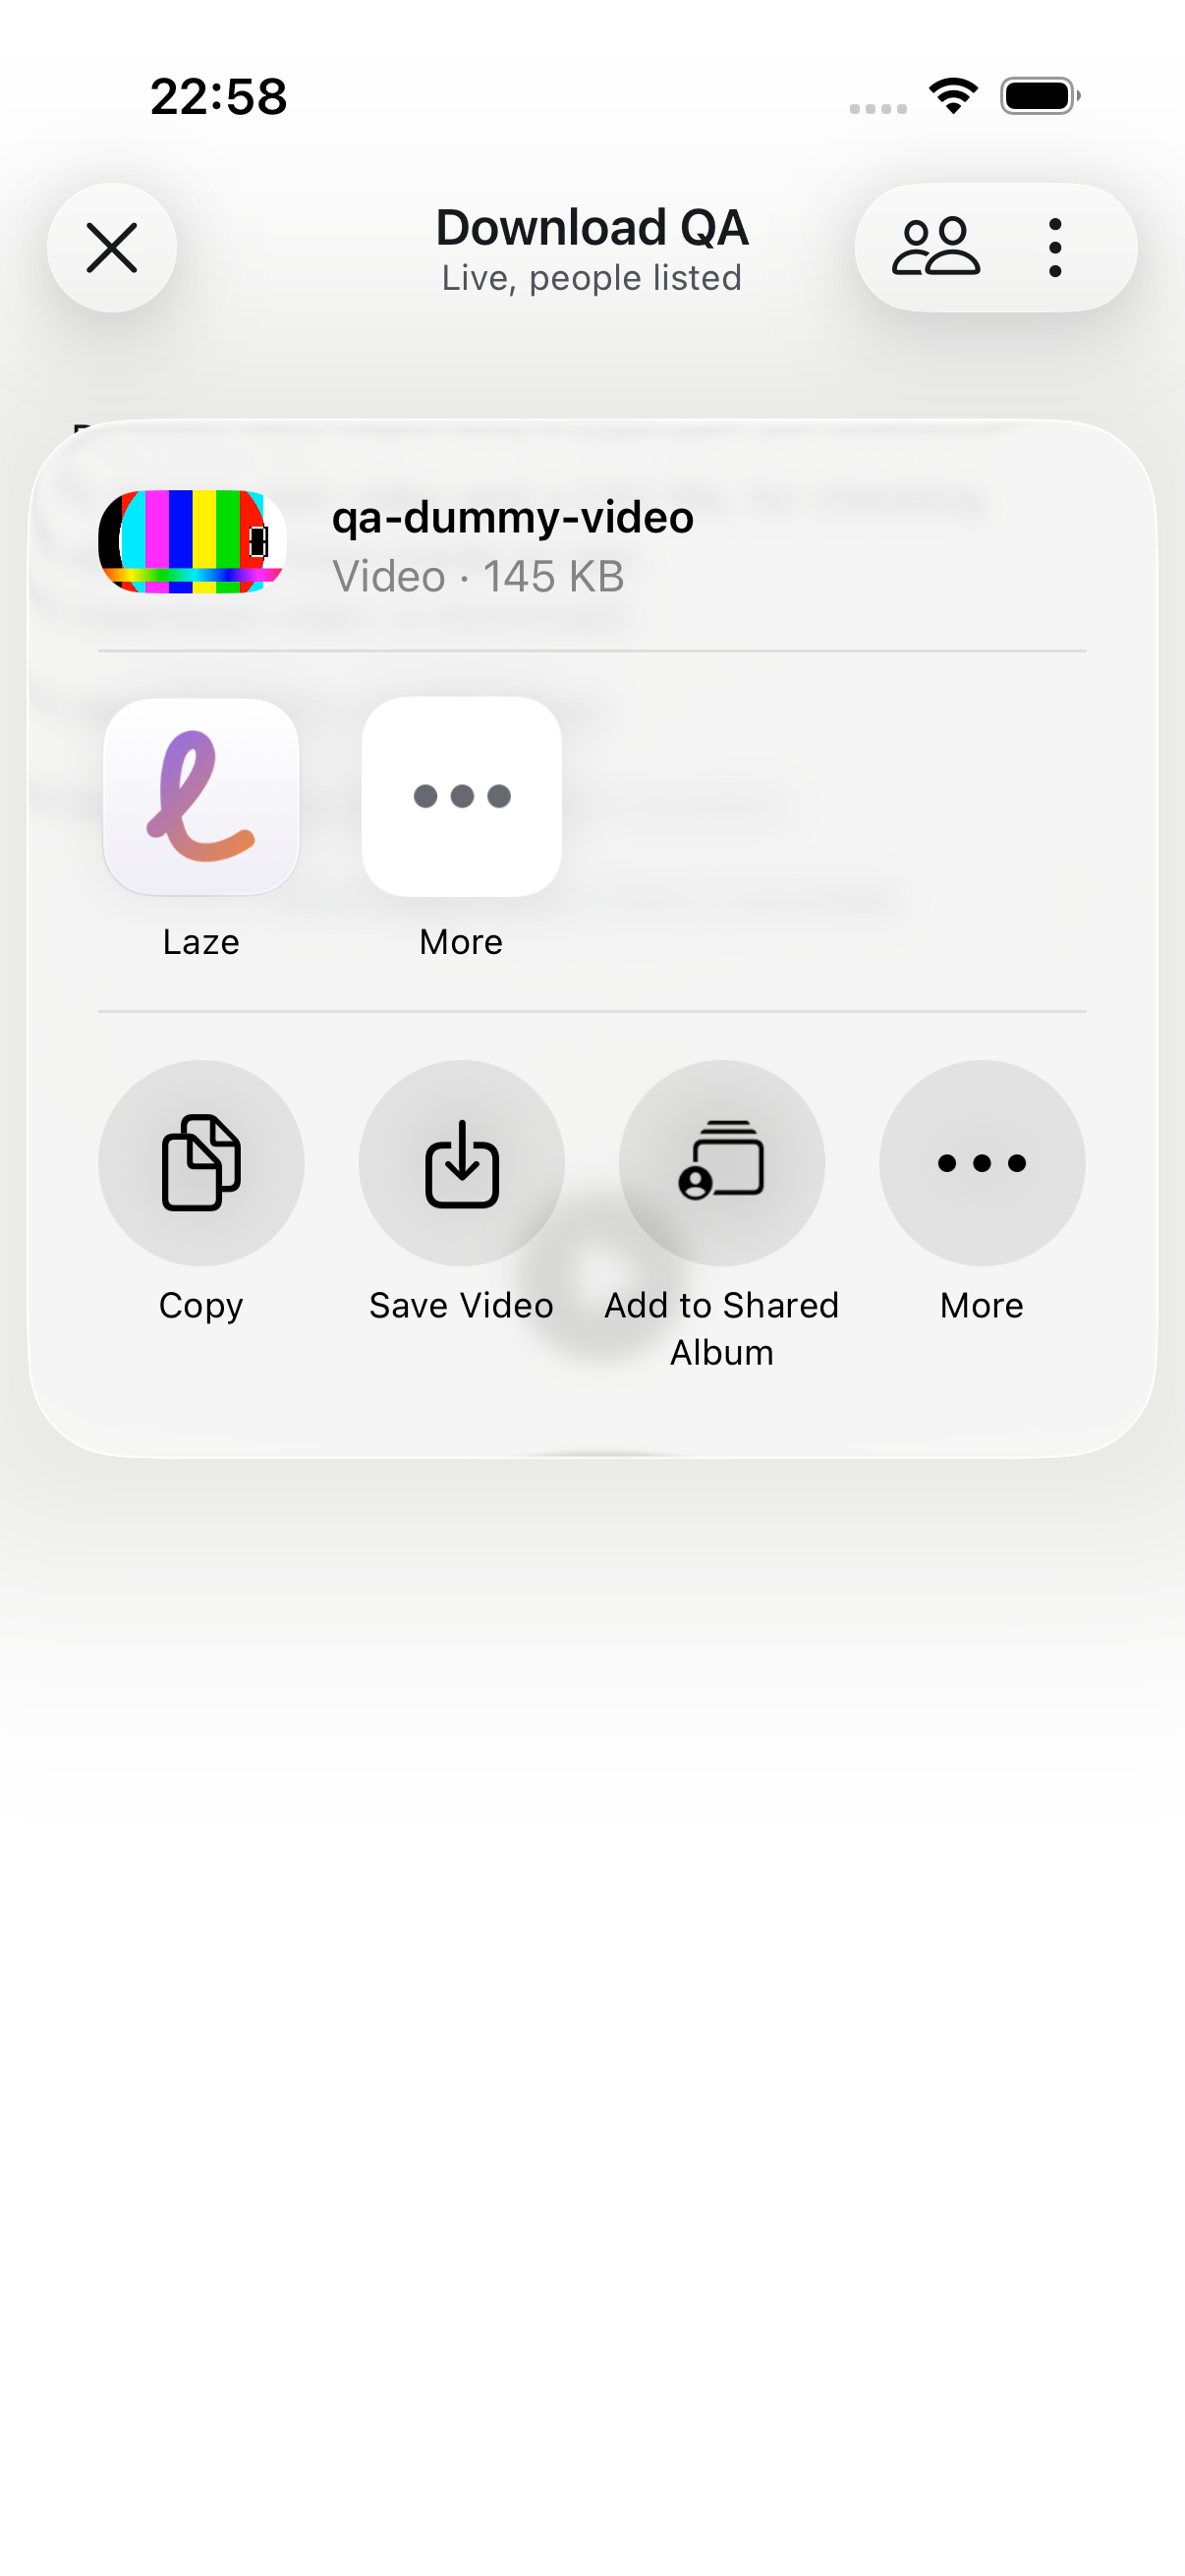 22:58
Download QA
Live, people listed
qa-dummy-video
Video · 145 KB
Laze
More
Copy
Save Video
Add to Shared
Album
More